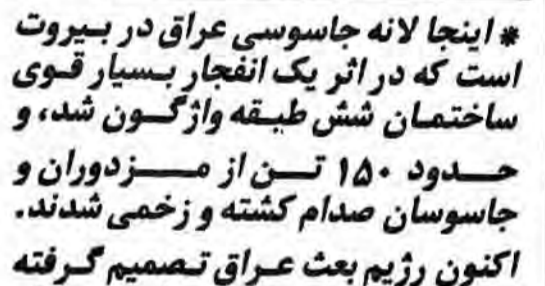 * اینجا لانه جاسوسی عراق در بیروت
است که در اثر یک انفجار بسیار قوی
ساختمان شش طبقه واژگون شد، و
حدود ۱۵۰ تن از مزدوران و
جاسوسان صدام کشته و زخمی شدند.
اکنون رژیم بعث عراق تصمیم گرفته